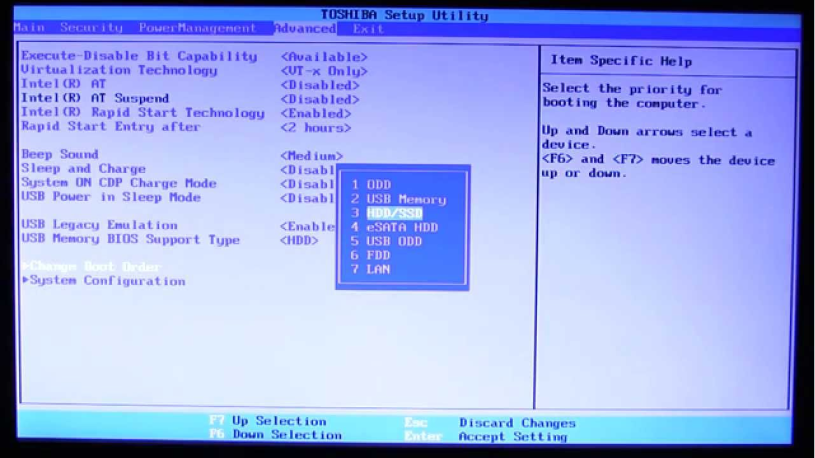 TOSHIBA Setup Utility
Main Security PowerManagement Advanced Exit
Execute-Disable Bit Capability <Available>
Virtualization Technology <VT-x Only>
Intel(R) AT <Disabled>
Intel(R) AT Suspend <Disabled>
Intel(R) Rapid Start Technology <Enabled>
Rapid Start Entry after <2 hours>
Beep Sound <Medium>
Sleep and Charge <Disabl
System ON CDP Charge Mode <Disabl
USB Power in Sleep Mode <Disabl
USB Legacy Emulation <Enable
USB Memory BIOS Support Type <HDD>
▶Change Boot Order
▶System Configuration
1 ODD
2 USB Memory
3 HDD/SSD
4 eSATA HDD
5 USB ODD
6 FDD
7 LAN
Item Specific Help
Select the priority for
booting the computer.
Up and Down arrows select a
device.
<F6> and <F7> moves the device
up or down.
F7 Up Selection Esc Discard Changes
F6 Down Selection Enter Accept Setting